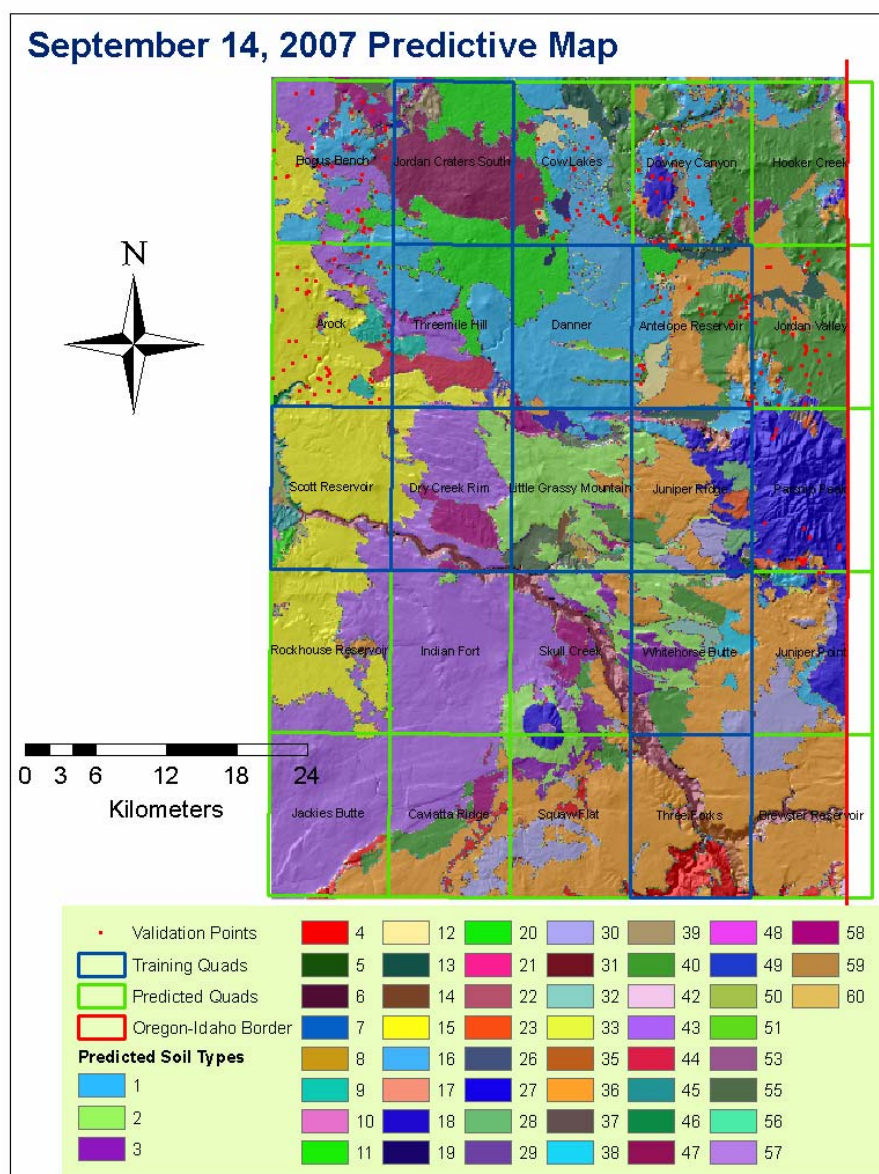 September 14, 2007 Predictive Map
Bogus Bench Jordan Craters South Cow Lakes Downey Canyon Hooker Creek
N
Arock Threemile Hill Danner Antelope Reservoir Jordan Valley
Scott Reservoir Dry Creek Rim Little Grassy Mountain Juniper Ridge Parsnip Peak
Rockhouse Reservoir Indian Fort Skull Creek Whitehorse Butte Juniper Point
0 3 6 12 18 24
Kilometers
Jackies Butte Caviatta Ridge Squaw Flat Three Forks Brewster Reservoir
Validation Points 4 12 20 30 39 48 58
Training Quads 5 13 21 31 40 49 59
Predicted Quads 6 14 22 32 42 50 60
Oregon-Idaho Border 7 15 23 33 43 51
Predicted Soil Types 8 16 26 35 44 53
1 9 17 27 36 45 55
2 10 18 28 37 46 56
3 11 19 29 38 47 57